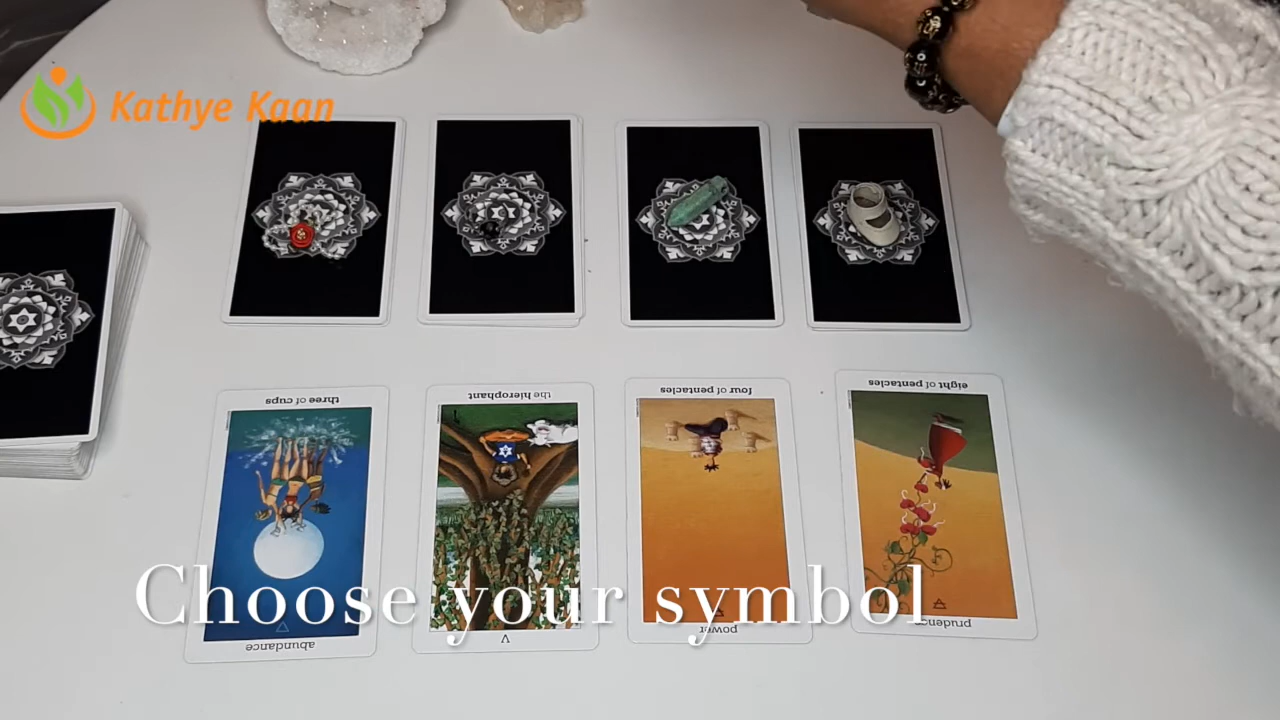 Kathye Kaan
three of cups
the hierophant
four of pentacles
eight of pentacles
Choose your symbol
abundance
V
power
prudence